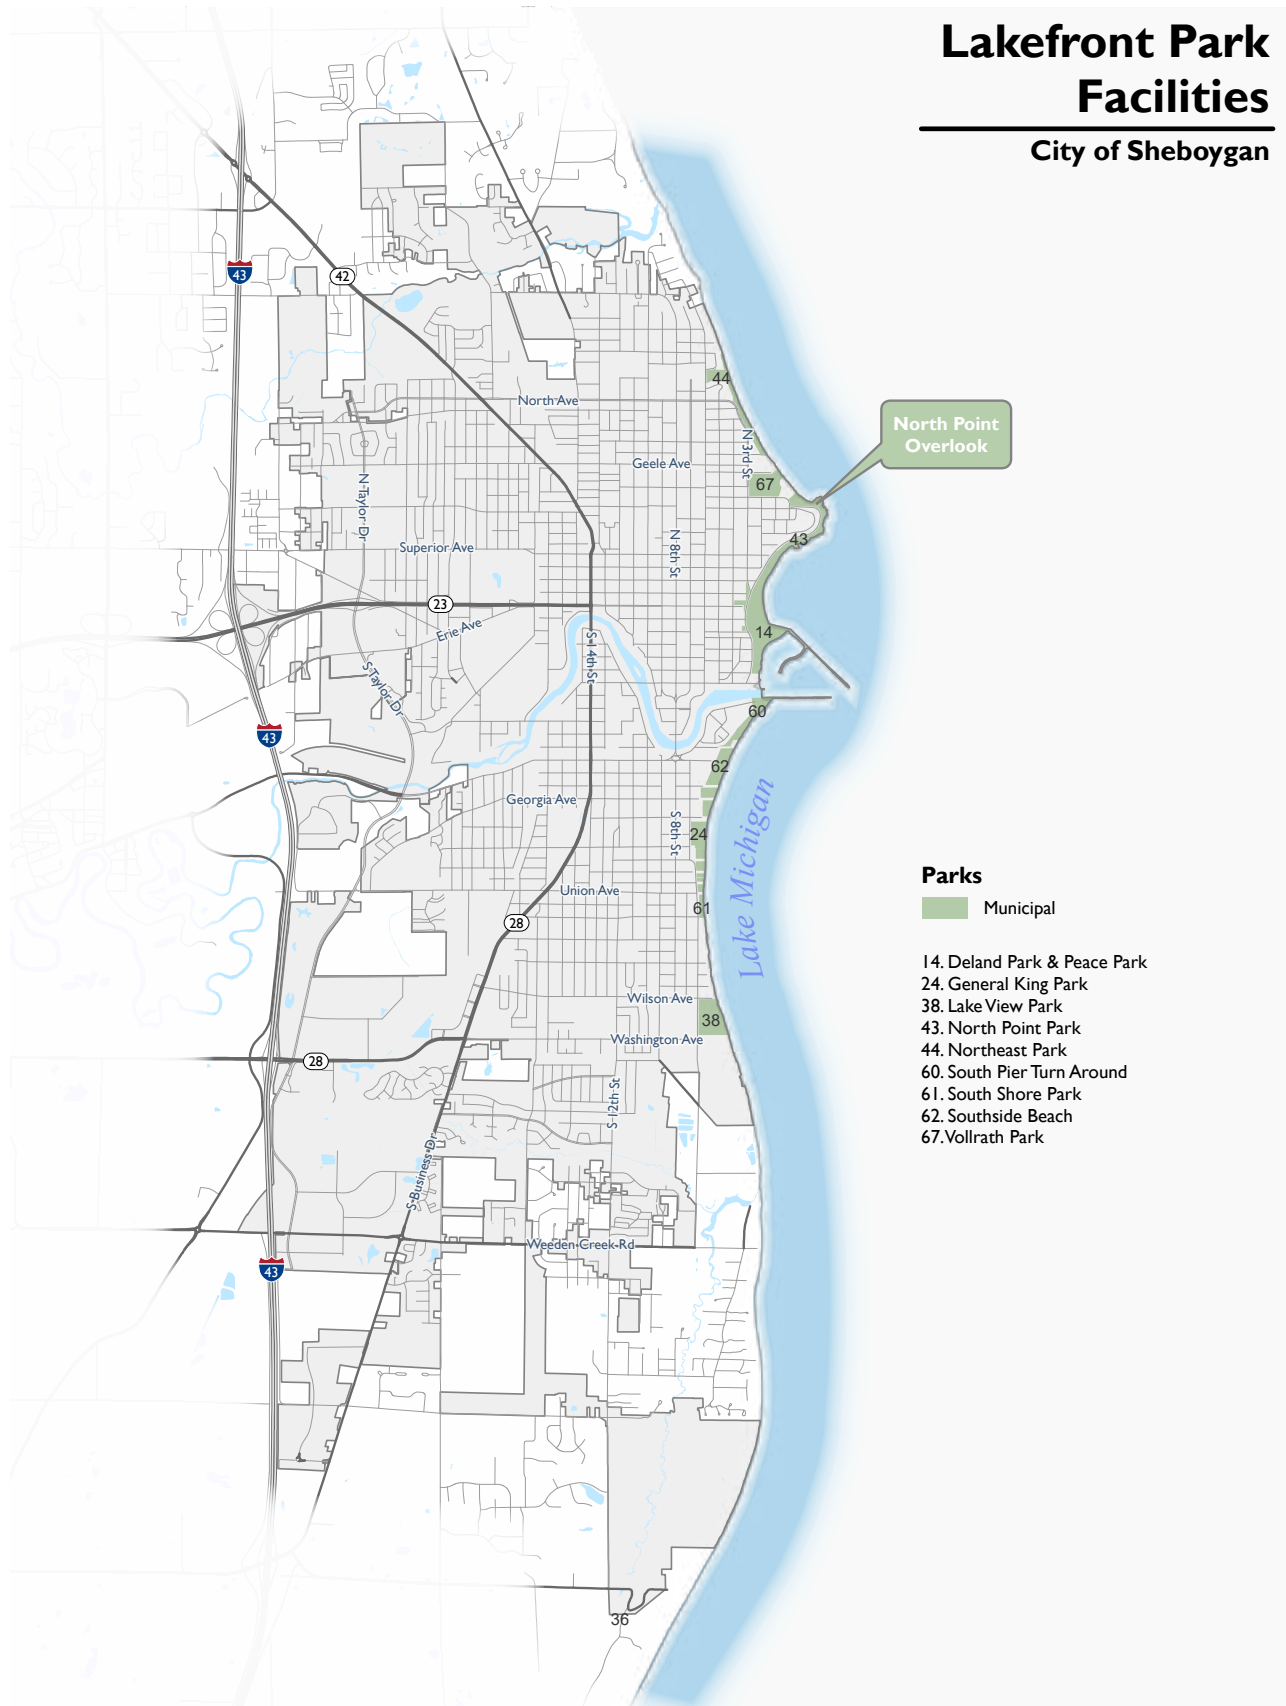 Lakefront Park
Facilities
City of Sheboygan
43
42
44
North Ave
North Point
Overlook
N 3rd St
Geele Ave
67
N Taylor Dr
N 8th St
43
Superior Ave
23
Erie Ave
14
S 14th St
S Taylor Dr
60
43
62
Georgia Ave
S 8th St
24
Lake Michigan
Union Ave
61
28
Parks
Municipal
14. Deland Park & Peace Park
24. General King Park
38. Lake View Park
43. North Point Park
44. Northeast Park
60. South Pier Turn Around
61. South Shore Park
62. Southside Beach
67. Vollrath Park
Wilson Ave
38
Washington Ave
28
S 12th St
S Business Dr
Weeden Creek Rd
43
36